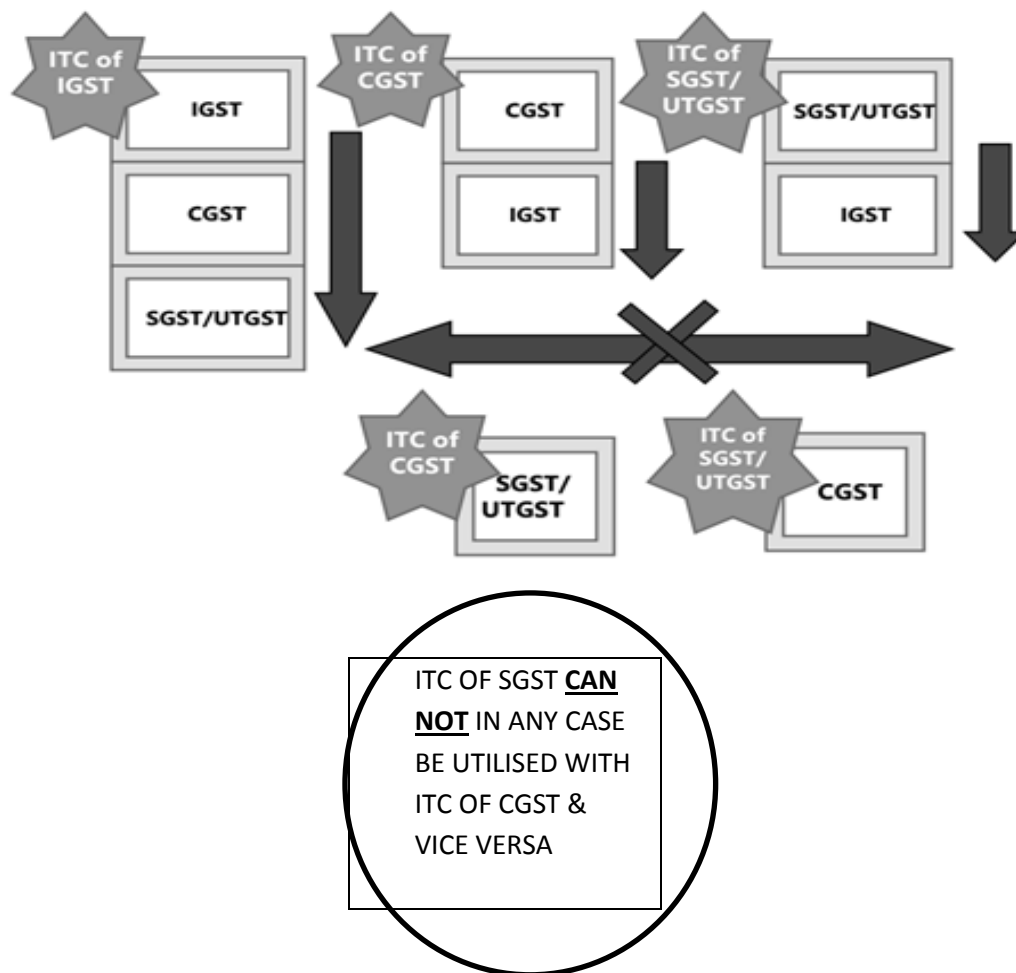 ITC of
IGST
IGST
CGST
SGST/UTGST
ITC of
CGST
CGST
IGST
ITC of
SGST/
UTGST
SGST/UTGST
IGST
ITC of
CGST
SGST/
UTGST
ITC of
SGST/
UTGST
CGST
ITC OF SGST CAN
NOT IN ANY CASE
BE UTILISED WITH
ITC OF CGST &
VICE VERSA